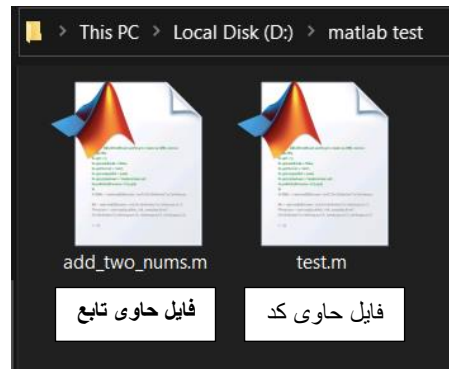 This PC > Local Disk (D:) > matlab test
add_two_nums.m
test.m
فایل حاوی تابع
فایل حاوی کد